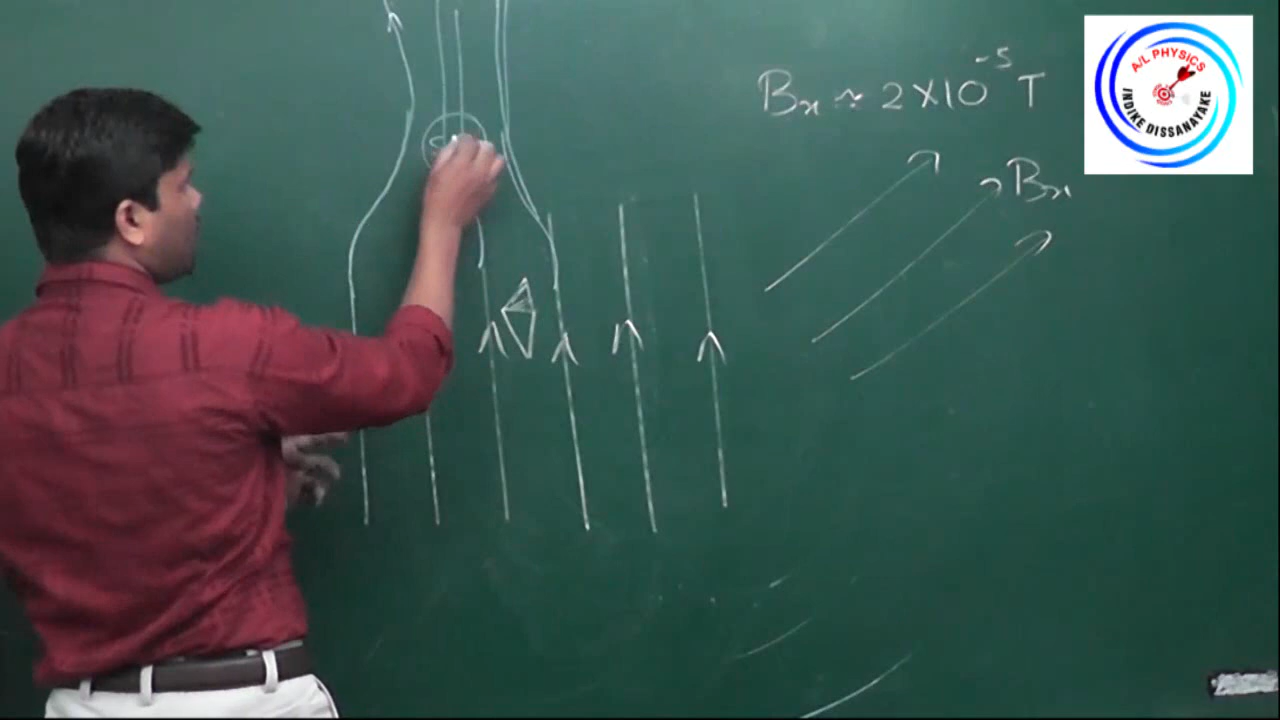 Bₓ ≈ 2×10⁻⁵ T
Bₓ
A/L PHYSICS
INDIKE DISSANAYAKE